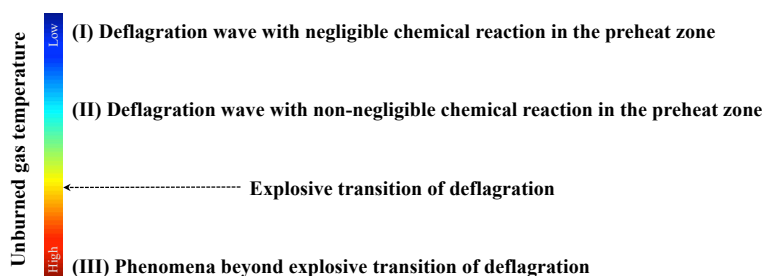 Unburned gas temperature
Low
(I) Deflagration wave with negligible chemical reaction in the preheat zone
(II) Deflagration wave with non-negligible chemical reaction in the preheat zone
Explosive transition of deflagration
High
(III) Phenomena beyond explosive transition of deflagration